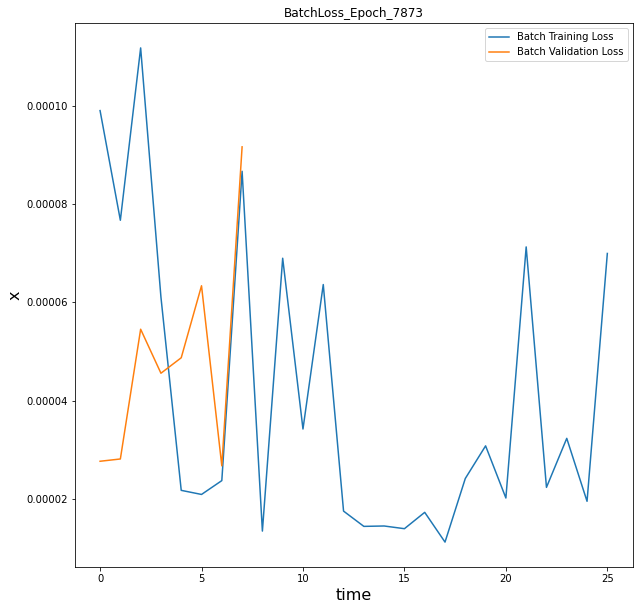 BatchLoss_Epoch_7873
Batch Training Loss
Batch Validation Loss
0.00010
0.00008
0.00006
0.00004
0.00002
x
0
5
10
15
20
25
time